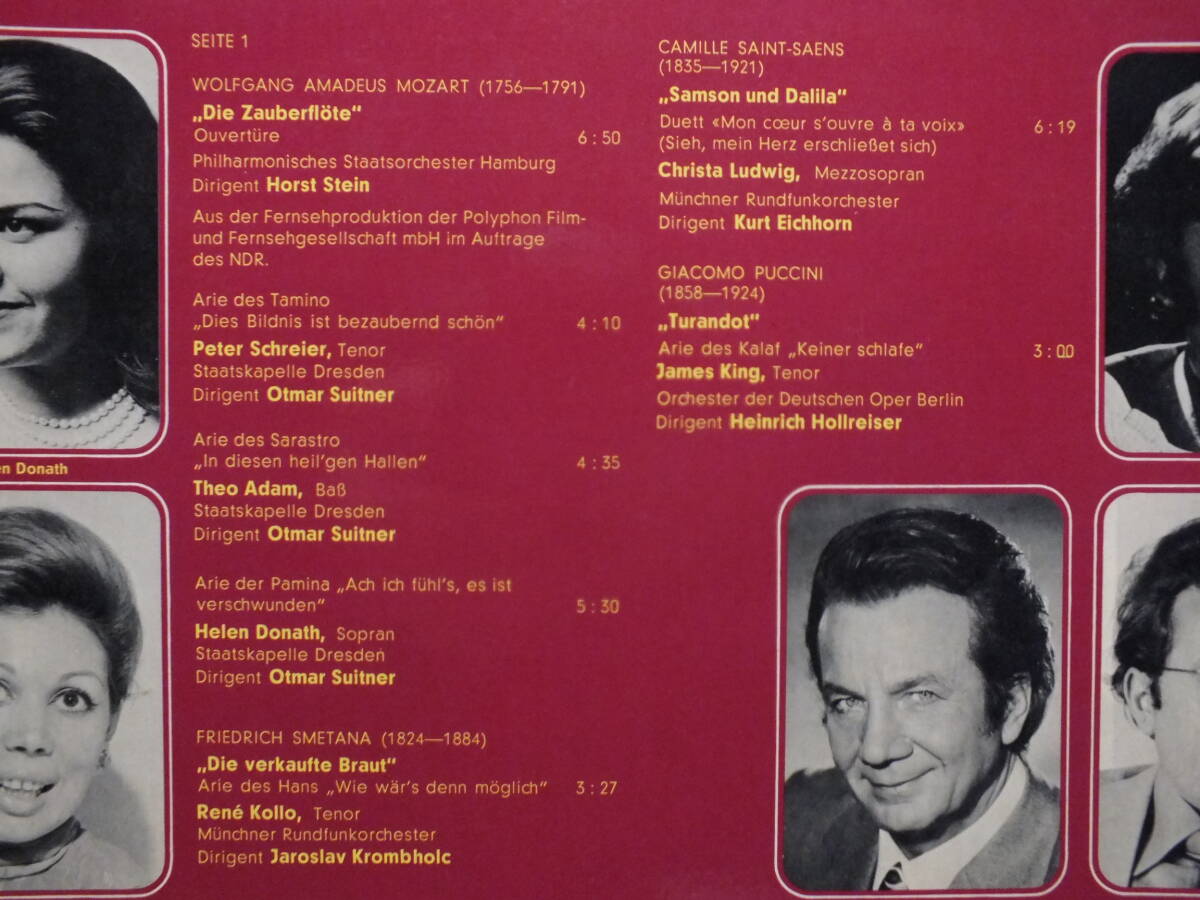 SEITE 1
WOLFGANG AMADEUS MOZART (1756—1791)
„Die Zauberflöte“
Ouvertüre 6:50
Philharmonisches Staatsorchester Hamburg
Dirigent Horst Stein
Aus der Fernsehproduktion der Polyphon Film-
und Fernsehgesellschaft mbH im Auftrage
des NDR.
Arie des Tamino
„Dies Bildnis ist bezaubernd schön“ 4:10
Peter Schreier, Tenor
Staatskapelle Dresden
Dirigent Otmar Suitner
Arie des Sarastro
„In diesen heil’gen Hallen“ 4:35
Theo Adam, Baß
Staatskapelle Dresden
Dirigent Otmar Suitner
Arie der Pamina „Ach ich fühl’s, es ist
verschwunden“ 5:30
Helen Donath, Sopran
Staatskapelle Dresden
Dirigent Otmar Suitner
FRIEDRICH SMETANA (1824—1884)
„Die verkaufte Braut“
Arie des Hans „Wie wär’s denn möglich“ 3:27
René Kollo, Tenor
Münchner Rundfunkorchester
Dirigent Jaroslav Krombholc
CAMILLE SAINT-SAENS
(1835—1921)
„Samson und Dalila“
Duett «Mon cœur s’ouvre à ta voix» 6:19
(Sieh, mein Herz erschließet sich)
Christa Ludwig, Mezzosopran
Münchner Rundfunkorchester
Dirigent Kurt Eichhorn
GIACOMO PUCCINI
(1858—1924)
„Turandot“
Arie des Kalaf „Keiner schlafe“ 3:00
James King, Tenor
Orchester der Deutschen Oper Berlin
Dirigent Heinrich Hollreiser
en Donath